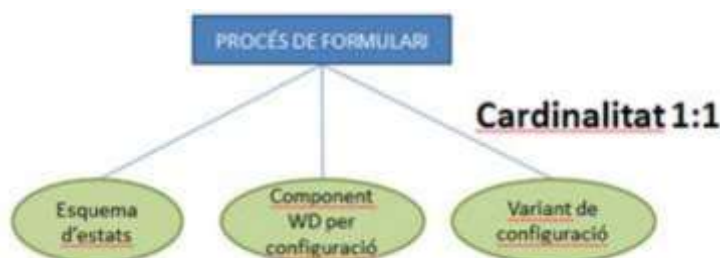 PROCÉS DE FORMULARI
Cardinalitat 1:1
Esquema
d'estats
Component
WD per
configuració
Variant de
configuració